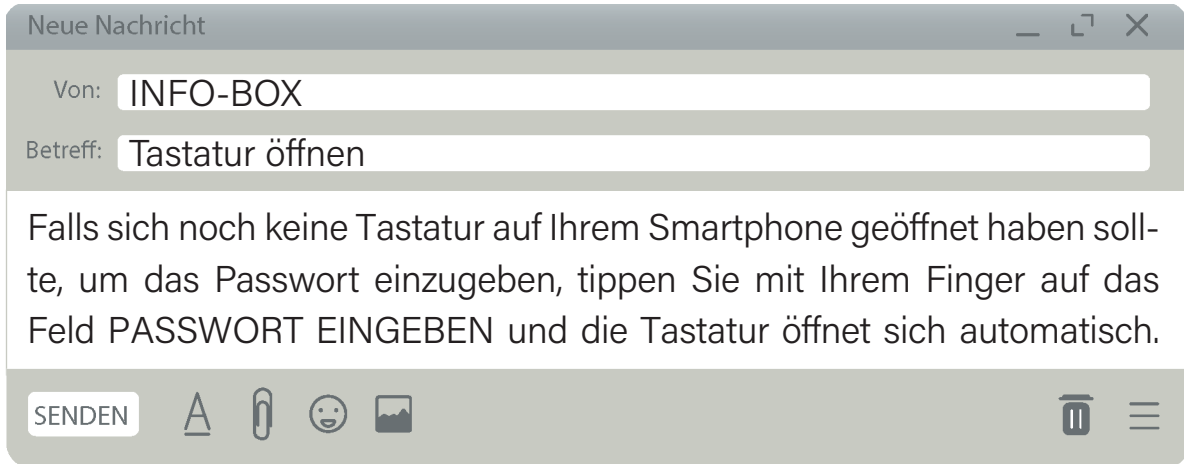 Neue Nachricht
Von: INFO-BOX
Betreff: Tastatur öffnen
Falls sich noch keine Tastatur auf Ihrem Smartphone geöffnet haben soll-
te, um das Passwort einzugeben, tippen Sie mit Ihrem Finger auf das
Feld PASSWORT EINGEBEN und die Tastatur öffnet sich automatisch.
SENDEN A